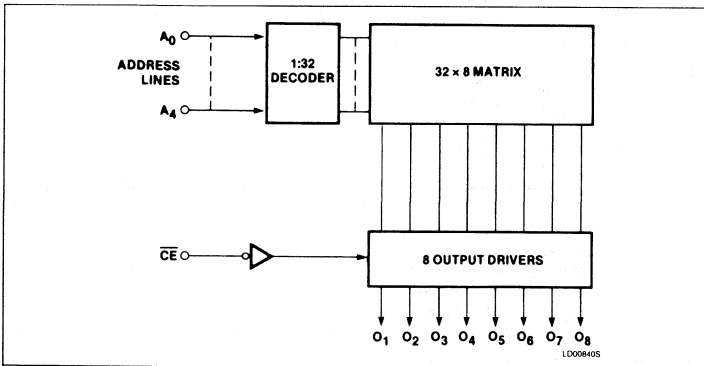 A0
ADDRESS
LINES
A4
1:32
DECODER
32 × 8 MATRIX
CE
8 OUTPUT DRIVERS
O1 O2 O3 O4 O5 O6 O7 O8
LD00840S